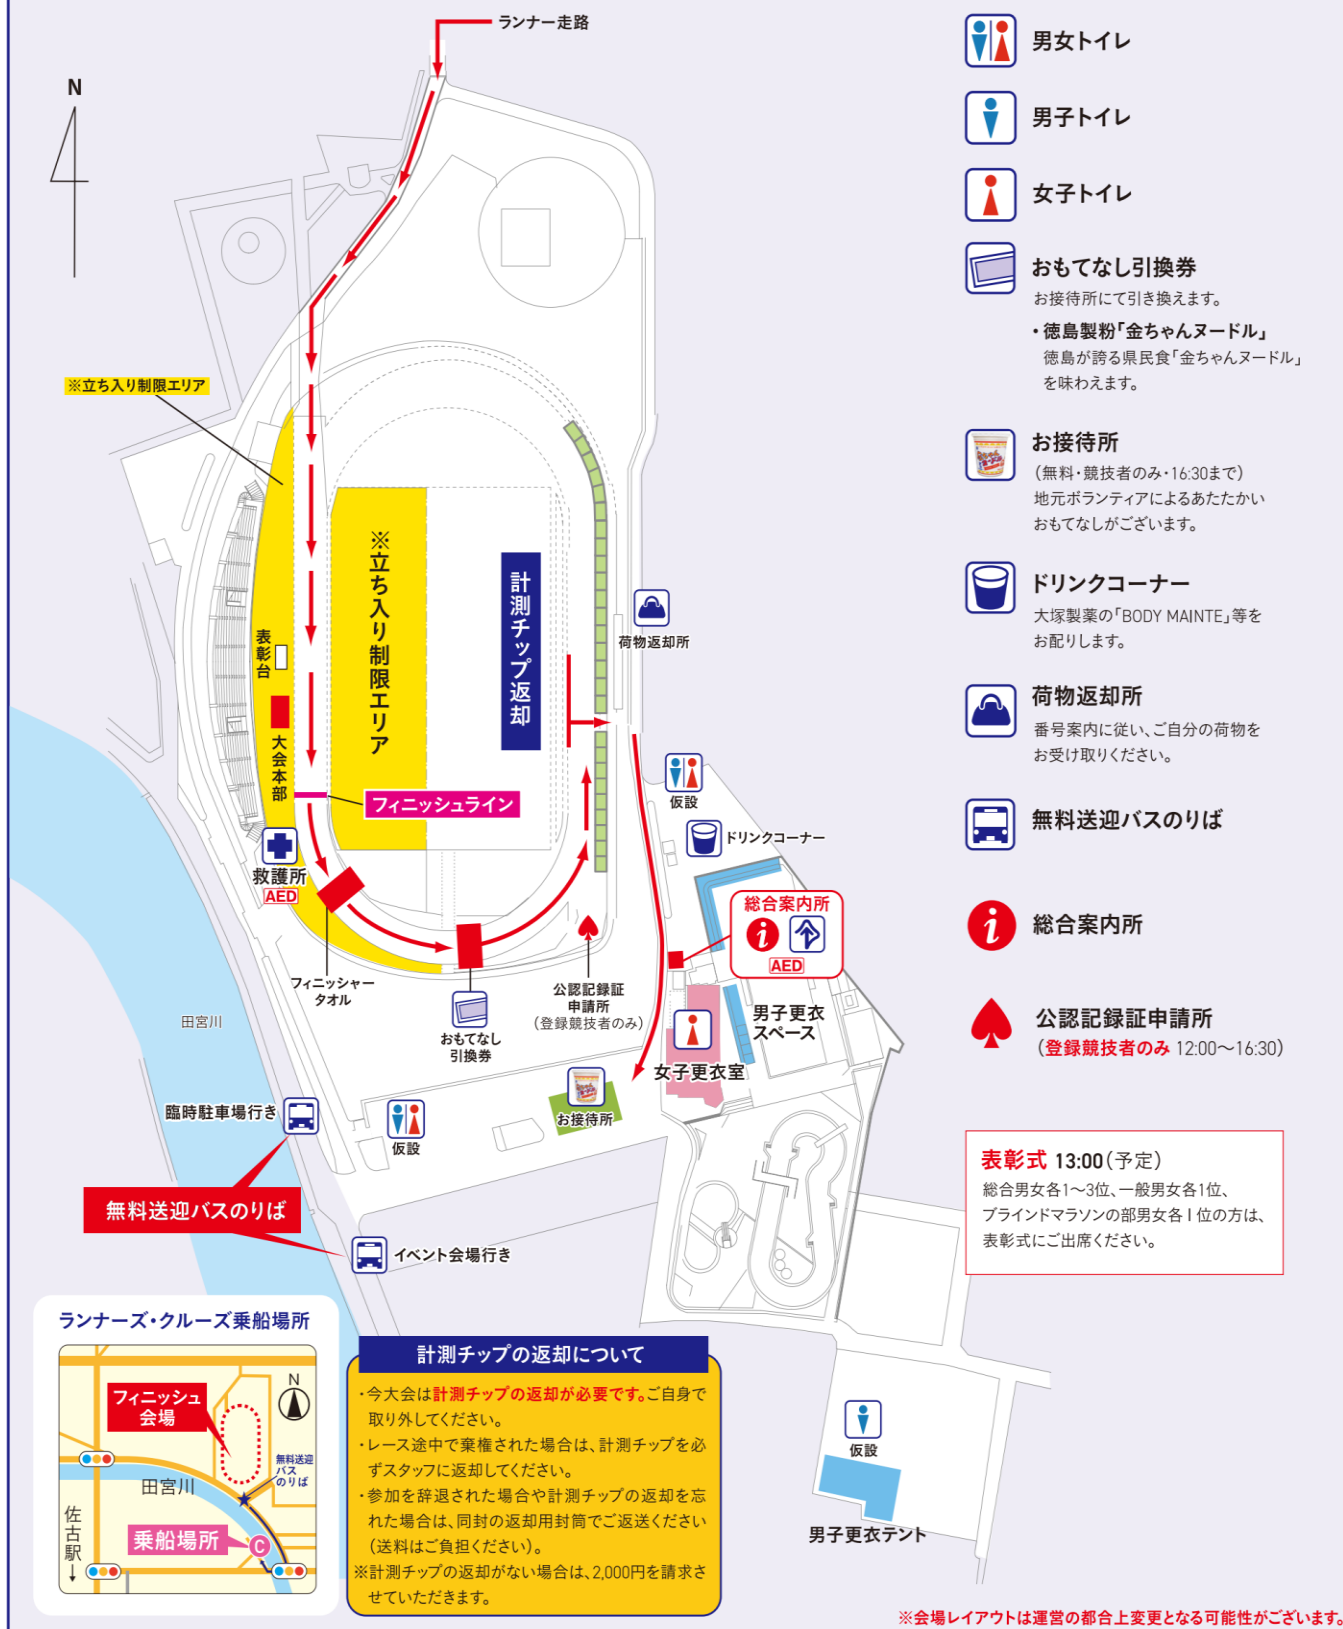 ランナー走路
N
※立ち入り制限エリア
※立ち入り制限エリア
計測チップ返却
荷物返却所
表彰台
大会本部
フィニッシュライン
仮設
ドリンクコーナー
救護所
AED
総合案内所
i
AED
フィニッシャー
タオル
おもてなし
引換券
公認記録証
申請所
(登録競技者のみ)
男子更衣
スペース
女子更衣室
田宮川
お接待所
臨時駐車場行き
仮設
無料送迎バスのりば
イベント会場行き
仮設
男子更衣テント
男女トイレ
男子トイレ
女子トイレ
おもてなし引換券
お接待所にて引き換えます。
・徳島製粉「金ちゃんヌードル」
徳島が誇る県民食「金ちゃんヌードル」
を味わえます。
お接待所
(無料・競技者のみ・16:30まで)
地元ボランティアによるあたたかい
おもてなしがございます。
ドリンクコーナー
大塚製薬の「BODY MAINTE」等を
お配りします。
荷物返却所
番号案内に従い、ご自分の荷物を
お受け取りください。
無料送迎バスのりば
i
総合案内所
公認記録証申請所
(登録競技者のみ 12:00〜16:30)
表彰式 13:00(予定)
総合男女各1〜3位、一般男女各1位、
ブラインドマラソンの部男女各1位の方は、
表彰式にご出席ください。
ランナーズ・クルーズ乗船場所
フィニッシュ
会場
N
無料送迎
バス
のりば
田宮川
乗船場所
C
佐古駅
↓
計測チップの返却について
・今大会は計測チップの返却が必要です。ご自身で
取り外してください。
・レース途中で棄権された場合は、計測チップを必
ずスタッフに返却してください。
・参加を辞退された場合や計測チップの返却を忘
れた場合は、同封の返却用封筒でご返送ください
(送料はご負担ください)。
※計測チップの返却がない場合は、2,000円を請求さ
せていただきます。
※会場レイアウトは運営の都合上変更となる可能性がございます。